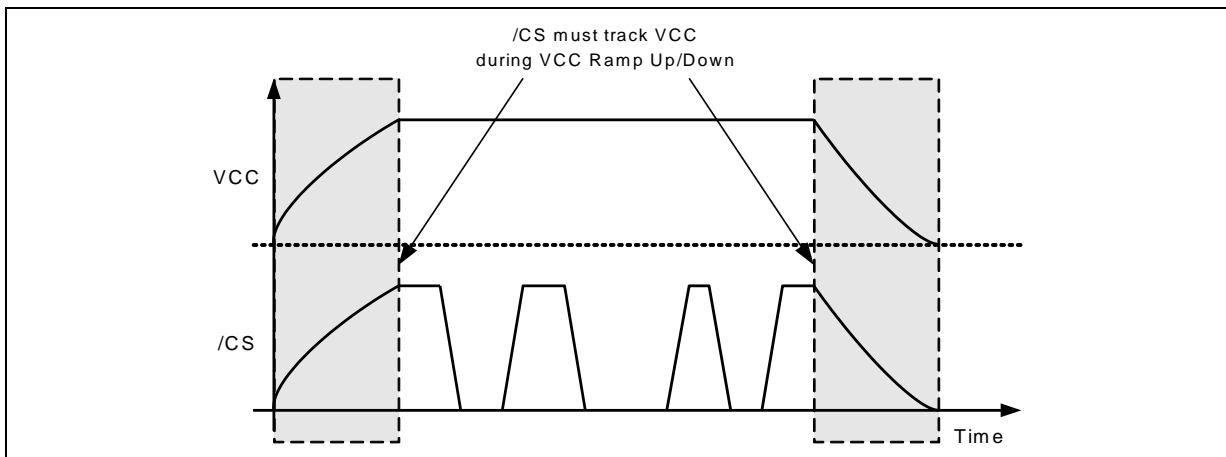 /CS must track VCC
during VCC Ramp Up/Down
VCC
/CS
Time